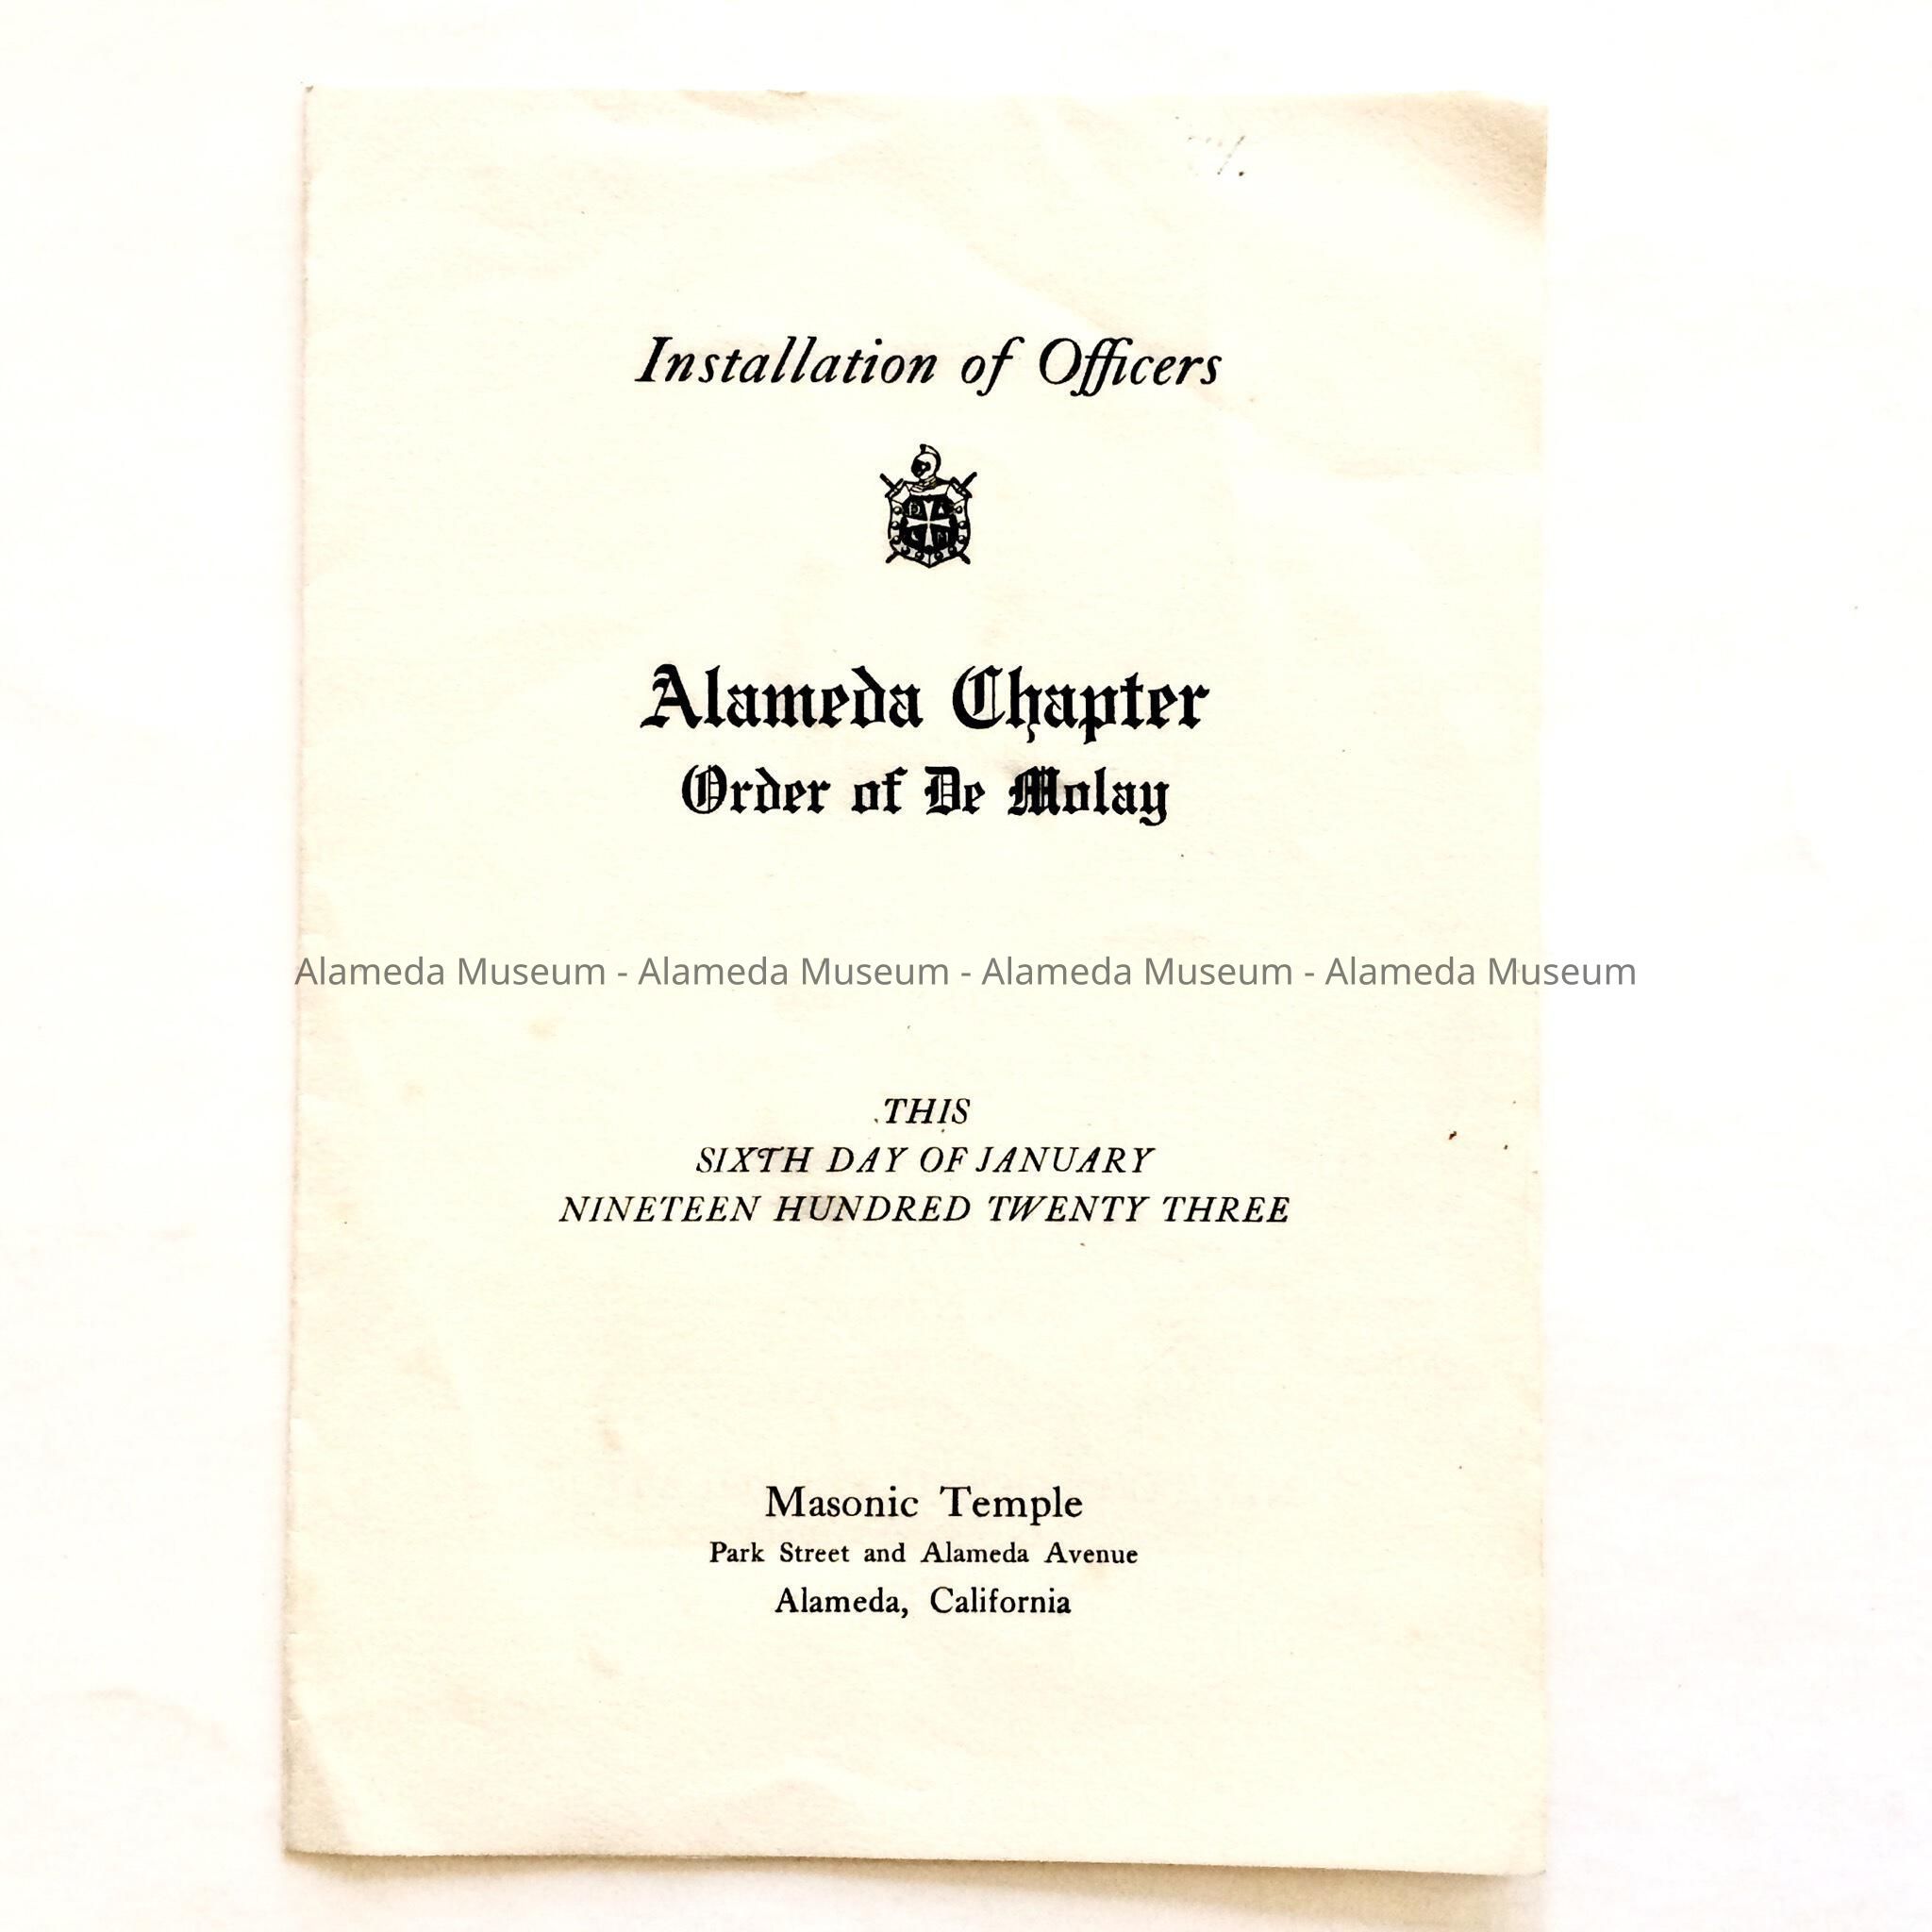 Installation of Officers
Alameda Chapter
Order of De Molay
Alameda Museum - Alameda Museum - Alameda Museum - Alameda Museum
THIS
SIXTH DAY OF JANUARY
NINETEEN HUNDRED TWENTY THREE
Masonic Temple
Park Street and Alameda Avenue
Alameda, California